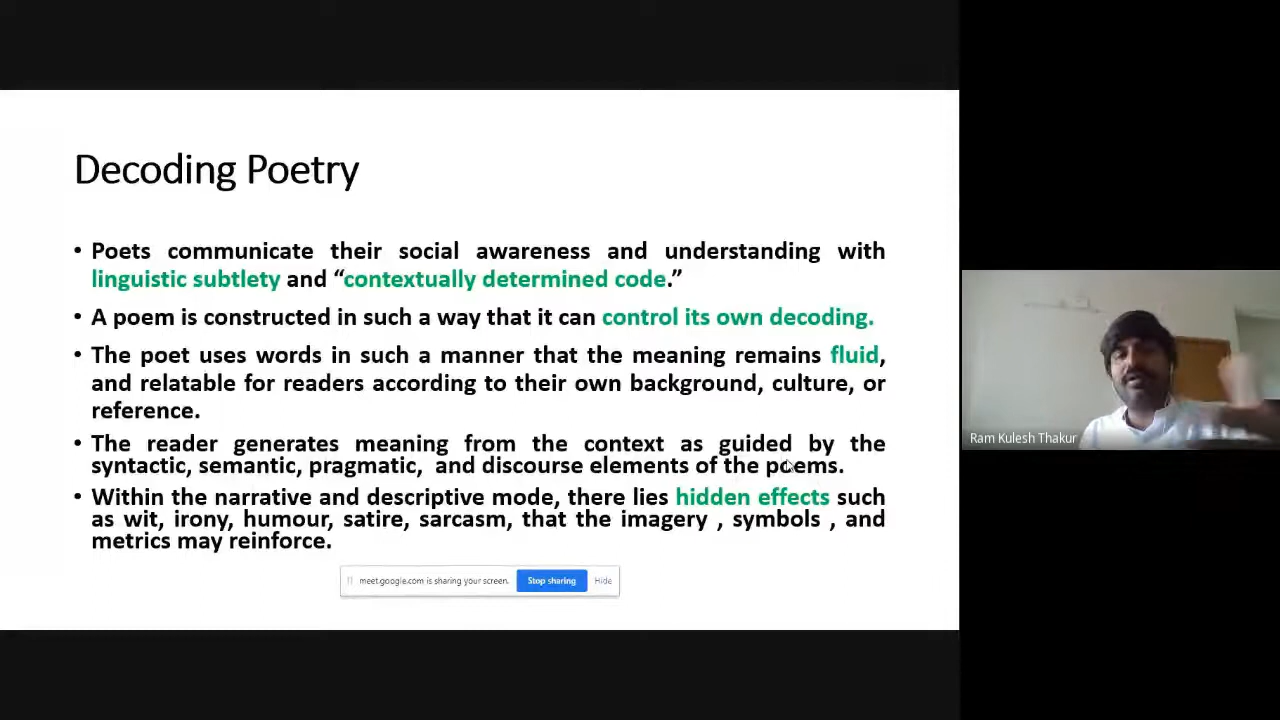 Decoding Poetry
• Poets communicate their social awareness and understanding with
linguistic subtlety and “contextually determined code.”
• A poem is constructed in such a way that it can control its own decoding.
• The poet uses words in such a manner that the meaning remains fluid,
and relatable for readers according to their own background, culture, or
reference.
• The reader generates meaning from the context as guided by the
syntactic, semantic, pragmatic, and discourse elements of the poems.
• Within the narrative and descriptive mode, there lies hidden effects such
as wit, irony, humour, satire, sarcasm, that the imagery , symbols , and
metrics may reinforce.
meet.google.com is sharing your screen. Stop sharing Hide
Ram Kulesh Thakur